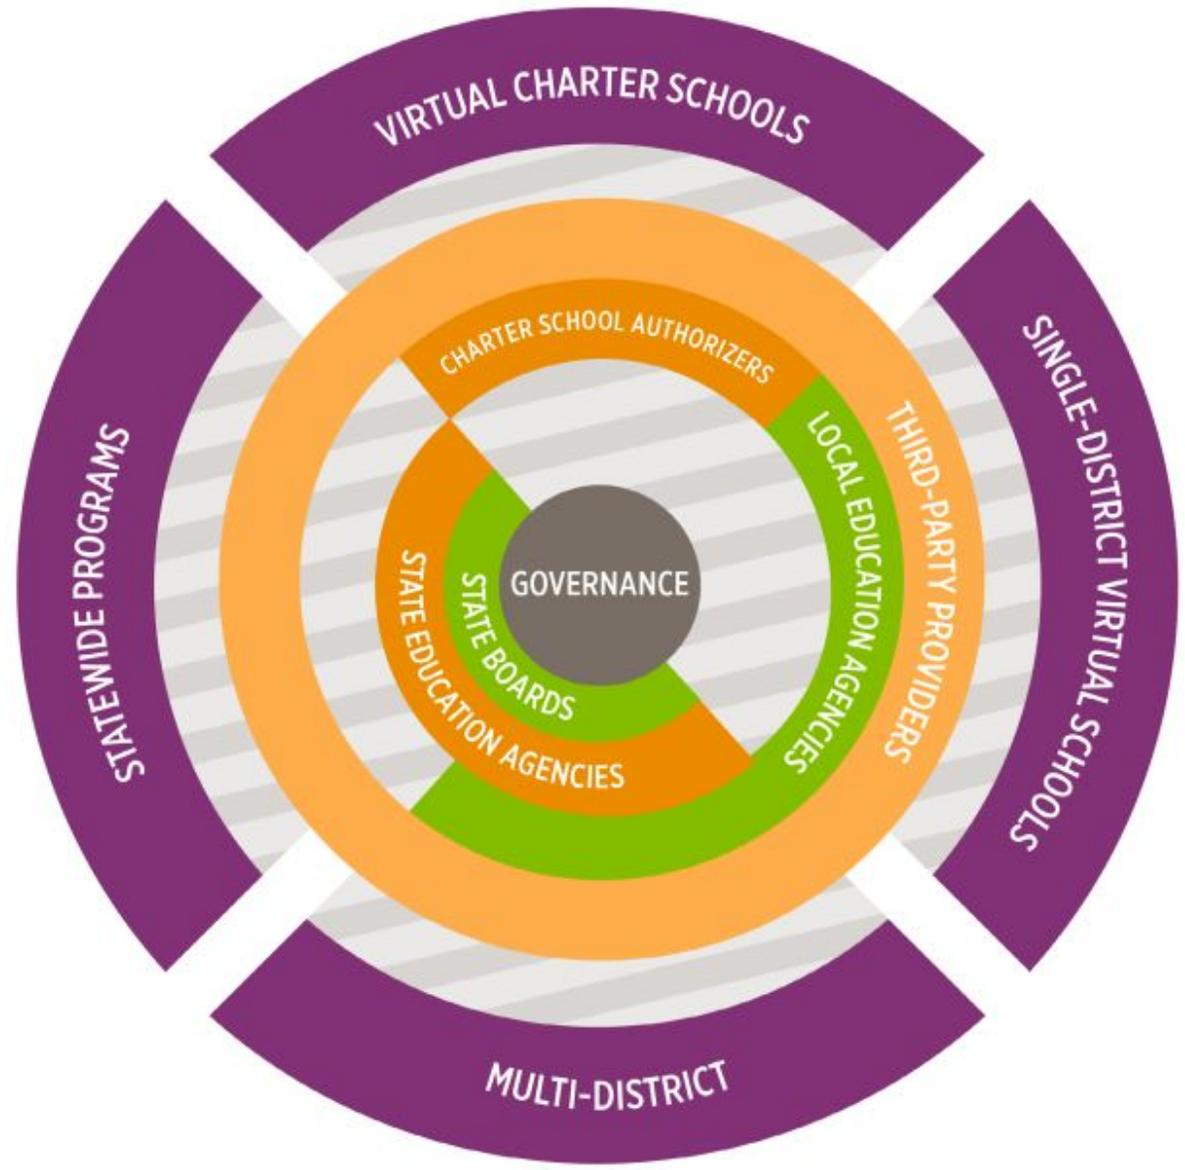 VIRTUAL CHARTER SCHOOLS
CHARTER SCHOOL AUTHORIZERS
STATEWIDE PROGRAMS
STATE EDUCATION AGENCIES
STATE BOARDS
GOVERNANCE
LOCAL EDUCATION AGENCIES
THIRD-PARTY PROVIDERS
SINGLE-DISTRICT VIRTUAL SCHOOLS
MULTI-DISTRICT